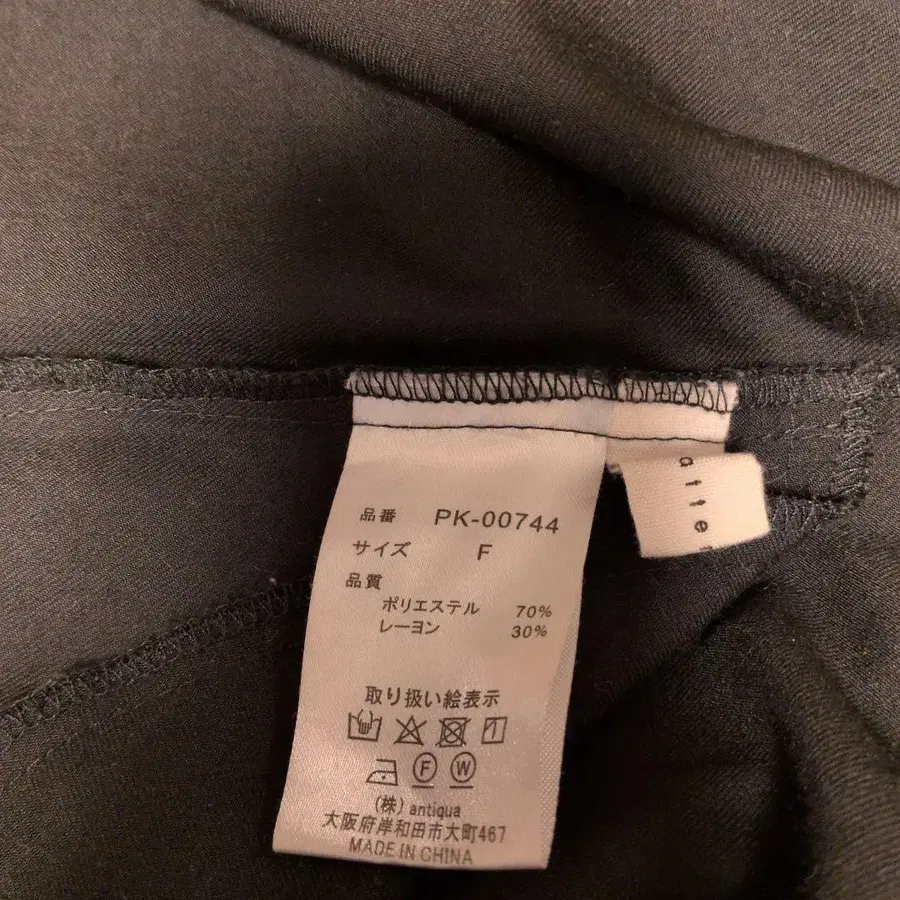 品番 PK-00744
サイズ F
品質
ポリエステル 70%
レーヨン 30%
取り扱い絵表示
F W
(株) antiqua
大阪府岸和田市大町467
MADE IN CHINA